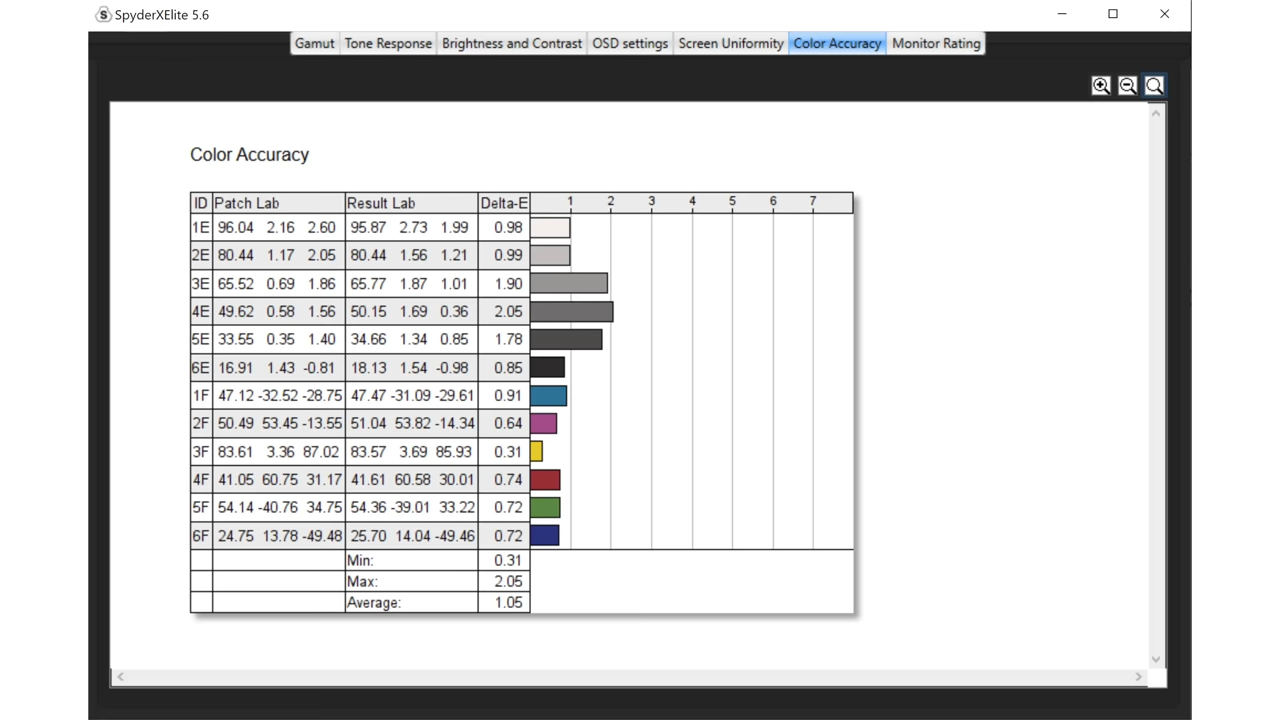 S SpyderXElite 5.6
Gamut Tone Response Brightness and Contrast OSD settings Screen Uniformity Color Accuracy Monitor Rating
Color Accuracy
ID Patch Lab Result Lab Delta-E 1 2 3 4 5 6 7
1E 96.04 2.16 2.60 95.87 2.73 1.99 0.98
2E 80.44 1.17 2.05 80.44 1.56 1.21 0.99
3E 65.52 0.69 1.86 65.77 1.87 1.01 1.90
4E 49.62 0.58 1.56 50.15 1.69 0.36 2.05
5E 33.55 0.35 1.40 34.66 1.34 0.85 1.78
6E 16.91 1.43 -0.81 18.13 1.54 -0.98 0.85
1F 47.12 -32.52 -28.75 47.47 -31.09 -29.61 0.91
2F 50.49 53.45 -13.55 51.04 53.82 -14.34 0.64
3F 83.61 3.36 87.02 83.57 3.69 85.93 0.31
4F 41.05 60.75 31.17 41.61 60.58 30.01 0.74
5F 54.14 -40.76 34.75 54.36 -39.01 33.22 0.72
6F 24.75 13.78 -49.48 25.70 14.04 -49.46 0.72
Min: 0.31
Max: 2.05
Average: 1.05